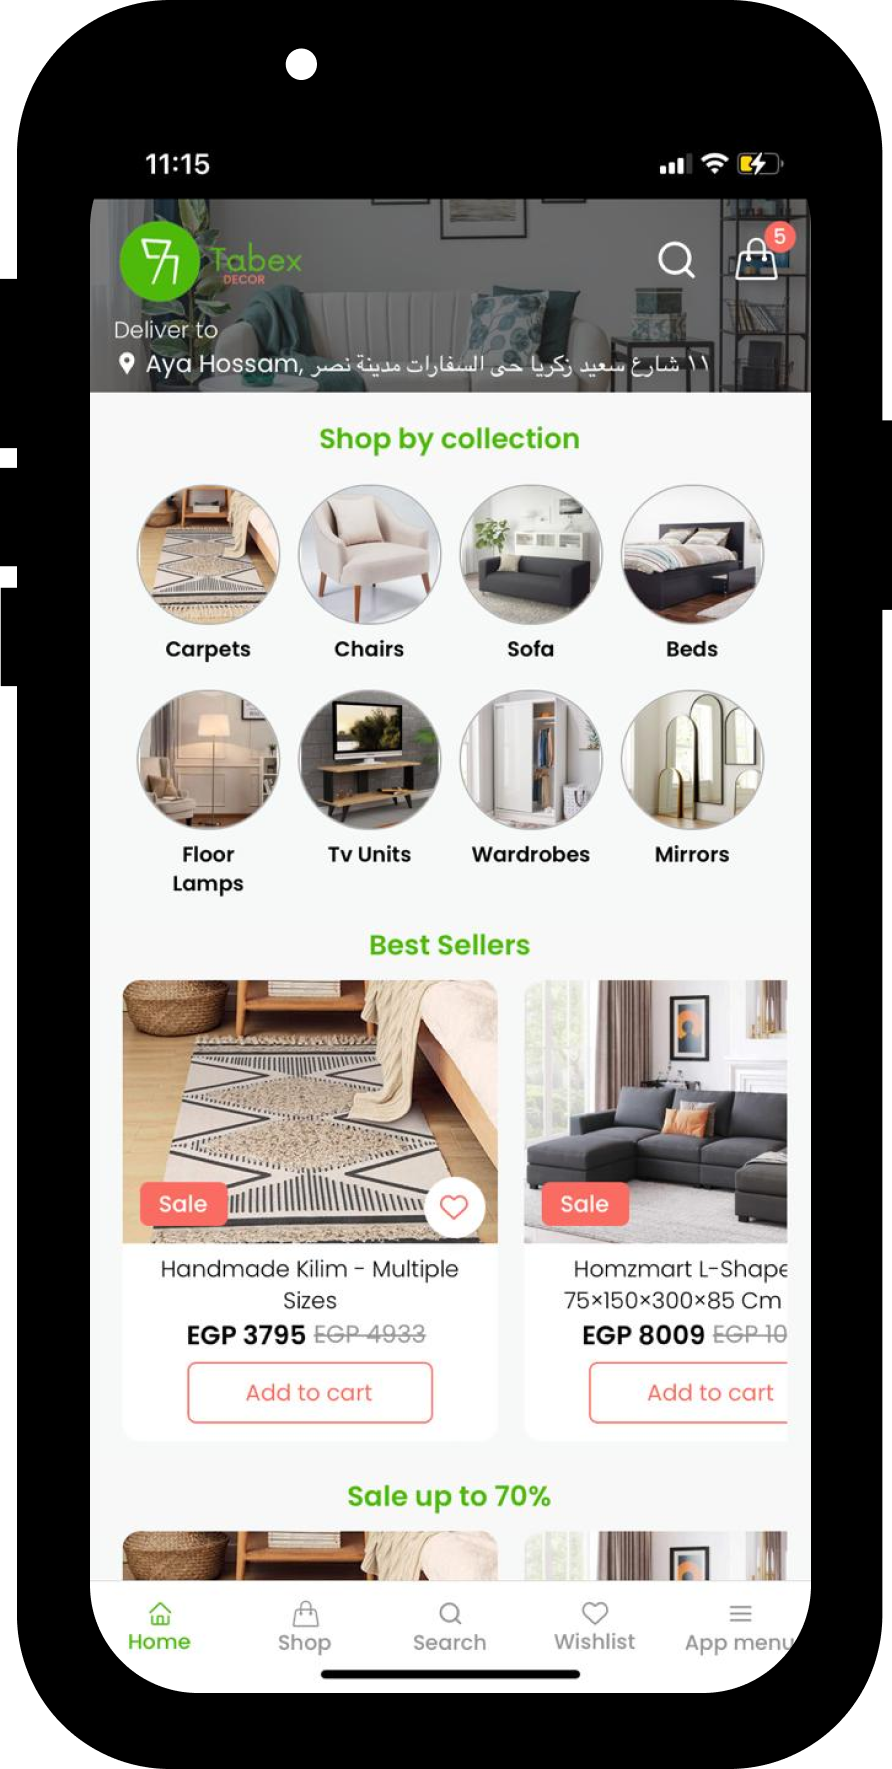 11:15
5
Tabex
DECOR
Deliver to
Aya Hossam, ١١ شارع سعيد زكريا حى السفارات مدينة نصر
Shop by collection
Carpets
Chairs
Sofa
Beds
Floor
Lamps
Tv Units
Wardrobes
Mirrors
Best Sellers
Sale
Handmade Kilim - Multiple
Sizes
EGP 3795 EGP 4933
Add to cart
Sale
Homzmart L-Shape
75×150×300×85 Cm
EGP 8009 EGP 10
Add to cart
Sale up to 70%
Home
Shop
Search
Wishlist
App menu